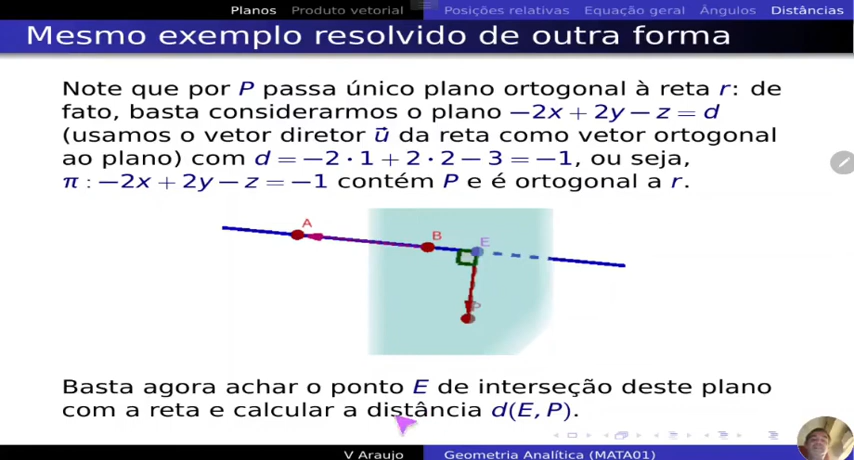 Planos Produto vetorial Posições relativas Equação geral Ângulos Distâncias
Mesmo exemplo resolvido de outra forma
Note que por P passa único plano ortogonal à reta r: de
fato, basta considerarmos o plano −2x + 2y − z = d
(usamos o vetor diretor u⃗ da reta como vetor ortogonal
ao plano) com d = −2 · 1 + 2 · 2 − 3 = −1, ou seja,
π : −2x + 2y − z = −1 contém P e é ortogonal a r.
A
B
E
P
Basta agora achar o ponto E de interseção deste plano
com a reta e calcular a distância d(E, P).
V Araujo Geometria Analítica (MATA01)